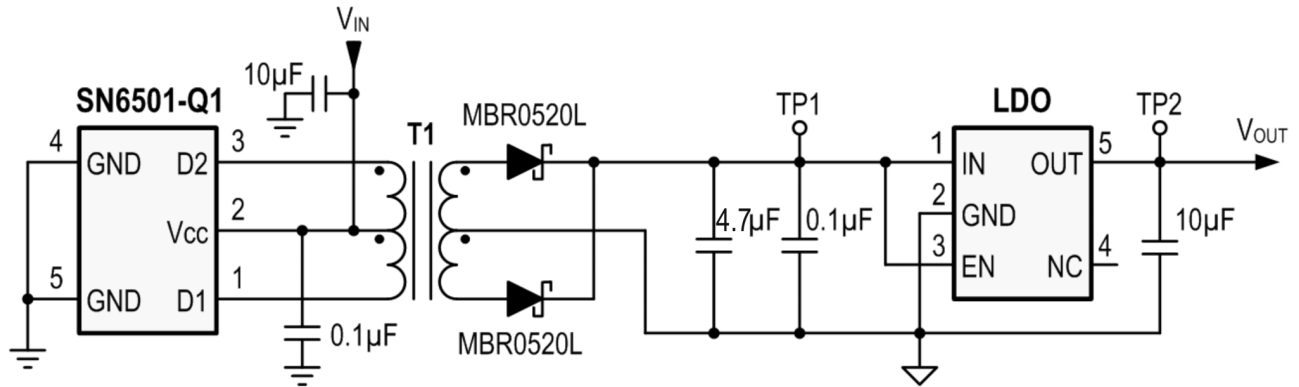 VIN
10µF
SN6501-Q1
T1
MBR0520L
TP1
LDO
TP2
VOUT
4
GND
D2
3
1
IN
OUT
5
2
VCC
2
GND
4.7µF
0.1µF
10µF
3
EN
NC
4
5
GND
D1
1
0.1µF
MBR0520L